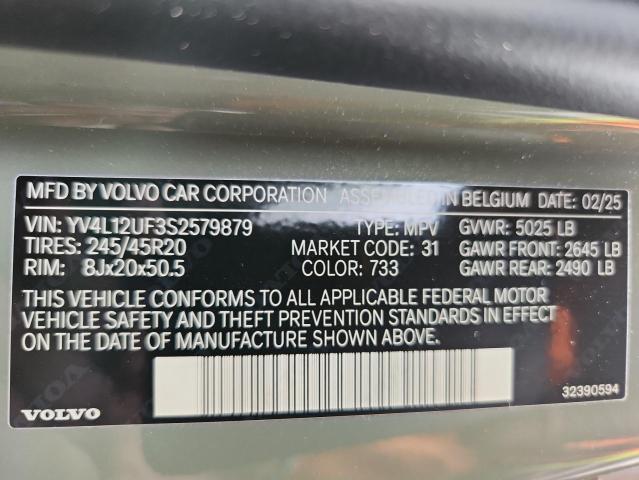 MFD BY VOLVO CAR CORPORATION ASSEMBLED IN BELGIUM DATE: 02/25
VIN: YV4L12UF3S2579879 TYPE: MPV GVWR: 5025 LB
TIRES: 245/45R20 MARKET CODE: 31 GAWR FRONT: 2645 LB
RIM: 8Jx20x50.5 COLOR: 733 GAWR REAR: 2490 LB
THIS VEHICLE CONFORMS TO ALL APPLICABLE FEDERAL MOTOR
VEHICLE SAFETY AND THEFT PREVENTION STANDARDS IN EFFECT
ON THE DATE OF MANUFACTURE SHOWN ABOVE.
VOLVO 32390594